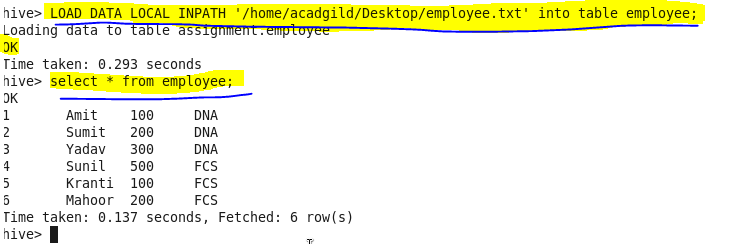 hive> LOAD DATA LOCAL INPATH '/home/acadgild/Desktop/employee.txt' into table employee;
Loading data to table assignment.employee
OK
Time taken: 0.293 seconds
hive> select * from employee;
OK
1 Amit 100 DNA
2 Sumit 200 DNA
3 Yadav 300 DNA
4 Sunil 500 FCS
5 Kranti 100 FCS
6 Mahoor 200 FCS
Time taken: 0.137 seconds, Fetched: 6 row(s)
hive>